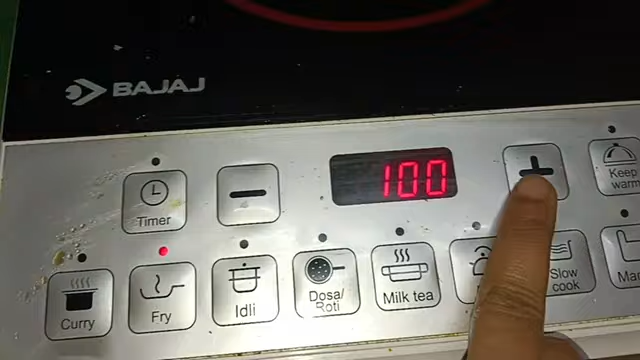 BAJAJ
100
Timer
Keep
warm
Curry
Fry
Idli
Dosa/
Roti
Milk tea
Slow
cook